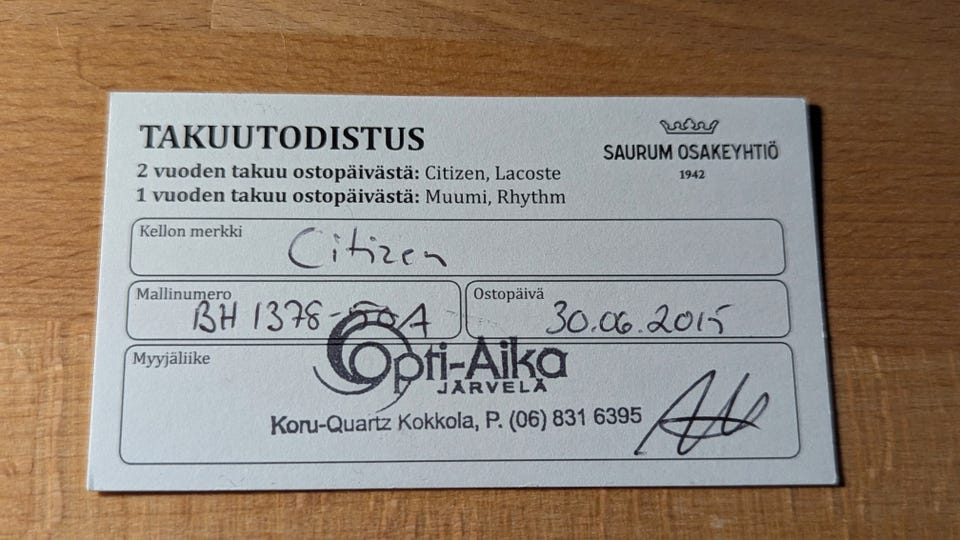 TAKUUTODISTUS
2 vuoden takuu ostopäivästä: Citizen, Lacoste
1 vuoden takuu ostopäivästä: Muumi, Rhythm
SAURUM OSAKEYHTIÖ
1942
Kellon merkki
Citizen
Mallinumero
BH 1378-50A
Ostopäivä
30.06.2015
Myyjäliike
Opti-Aika
JÄRVELÄ
Koru-Quartz Kokkola, P. (06) 831 6395